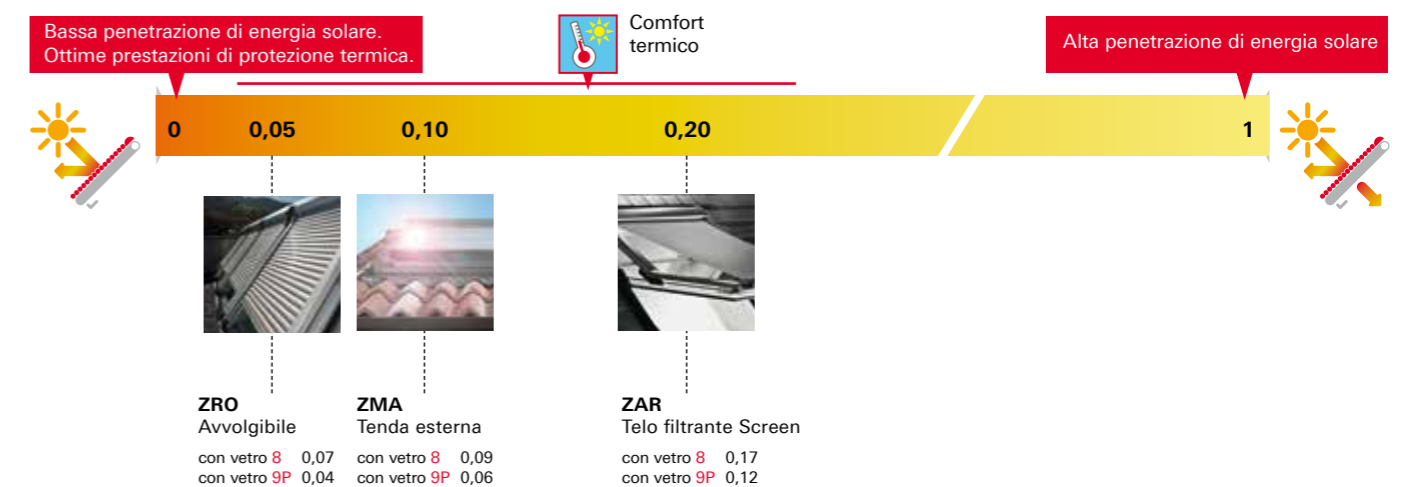 Bassa penetrazione di energia solare.
Ottime prestazioni di protezione termica.
Comfort
termico
Alta penetrazione di energia solare
0 0,05 0,10 0,20 1
ZRO
Avvolgibile
con vetro 8 0,07
con vetro 9P 0,04
ZMA
Tenda esterna
con vetro 8 0,09
con vetro 9P 0,06
ZAR
Telo filtrante Screen
con vetro 8 0,17
con vetro 9P 0,12